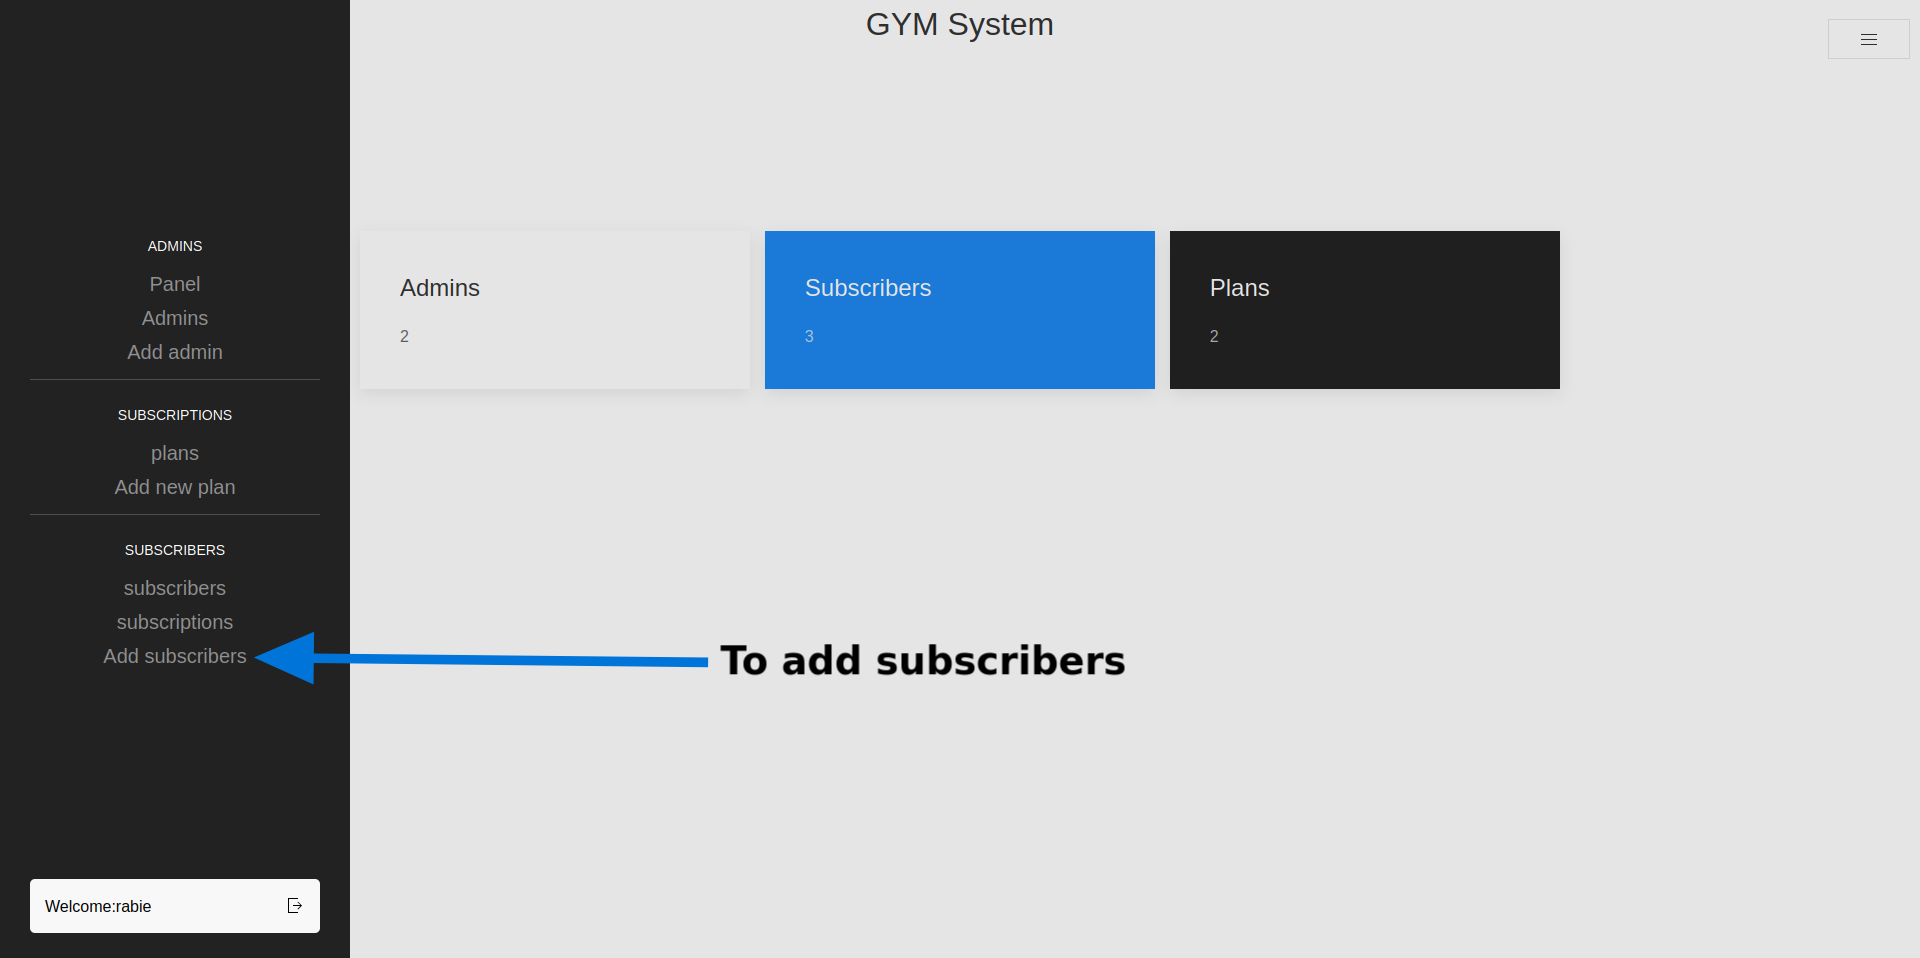 GYM System
ADMINS
Panel
Admins
Add admin
SUBSCRIPTIONS
plans
Add new plan
SUBSCRIBERS
subscribers
subscriptions
Add subscribers
Welcome:rabie
Admins
2
Subscribers
3
Plans
2
To add subscribers